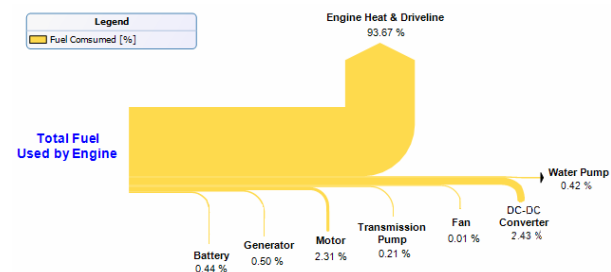 Legend
Fuel Comsumed [%]
Engine Heat & Driveline
93.67 %
Total Fuel
Used by Engine
Water Pump
0.42 %
DC-DC
Converter
2.43 %
Fan
0.01 %
Transmission
Pump
0.21 %
Motor
2.31 %
Generator
0.50 %
Battery
0.44 %